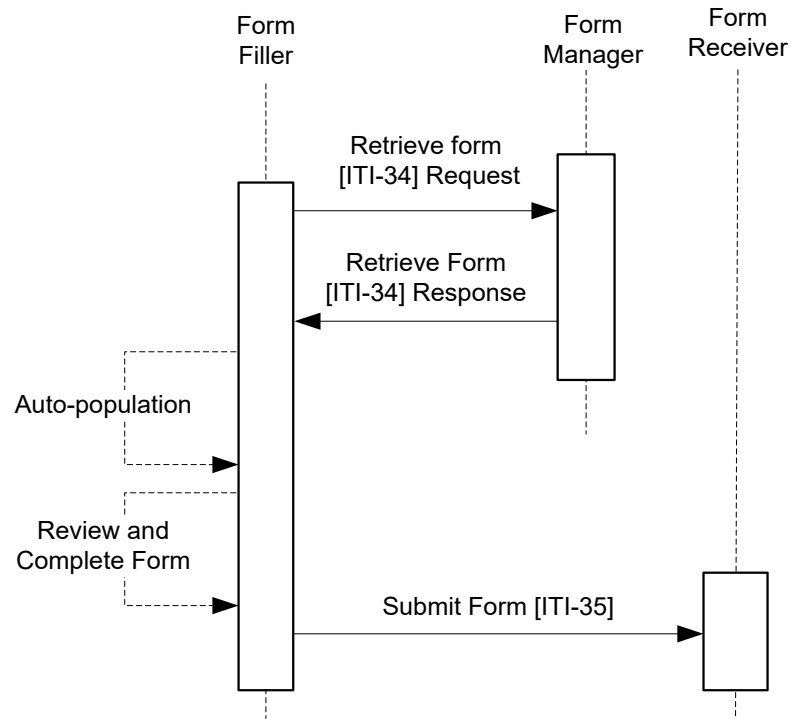 Form
Filler
Form
Manager
Form
Receiver
Retrieve form
[ITI-34] Request
Retrieve Form
[ITI-34] Response
Auto-population
Review and
Complete Form
Submit Form [ITI-35]